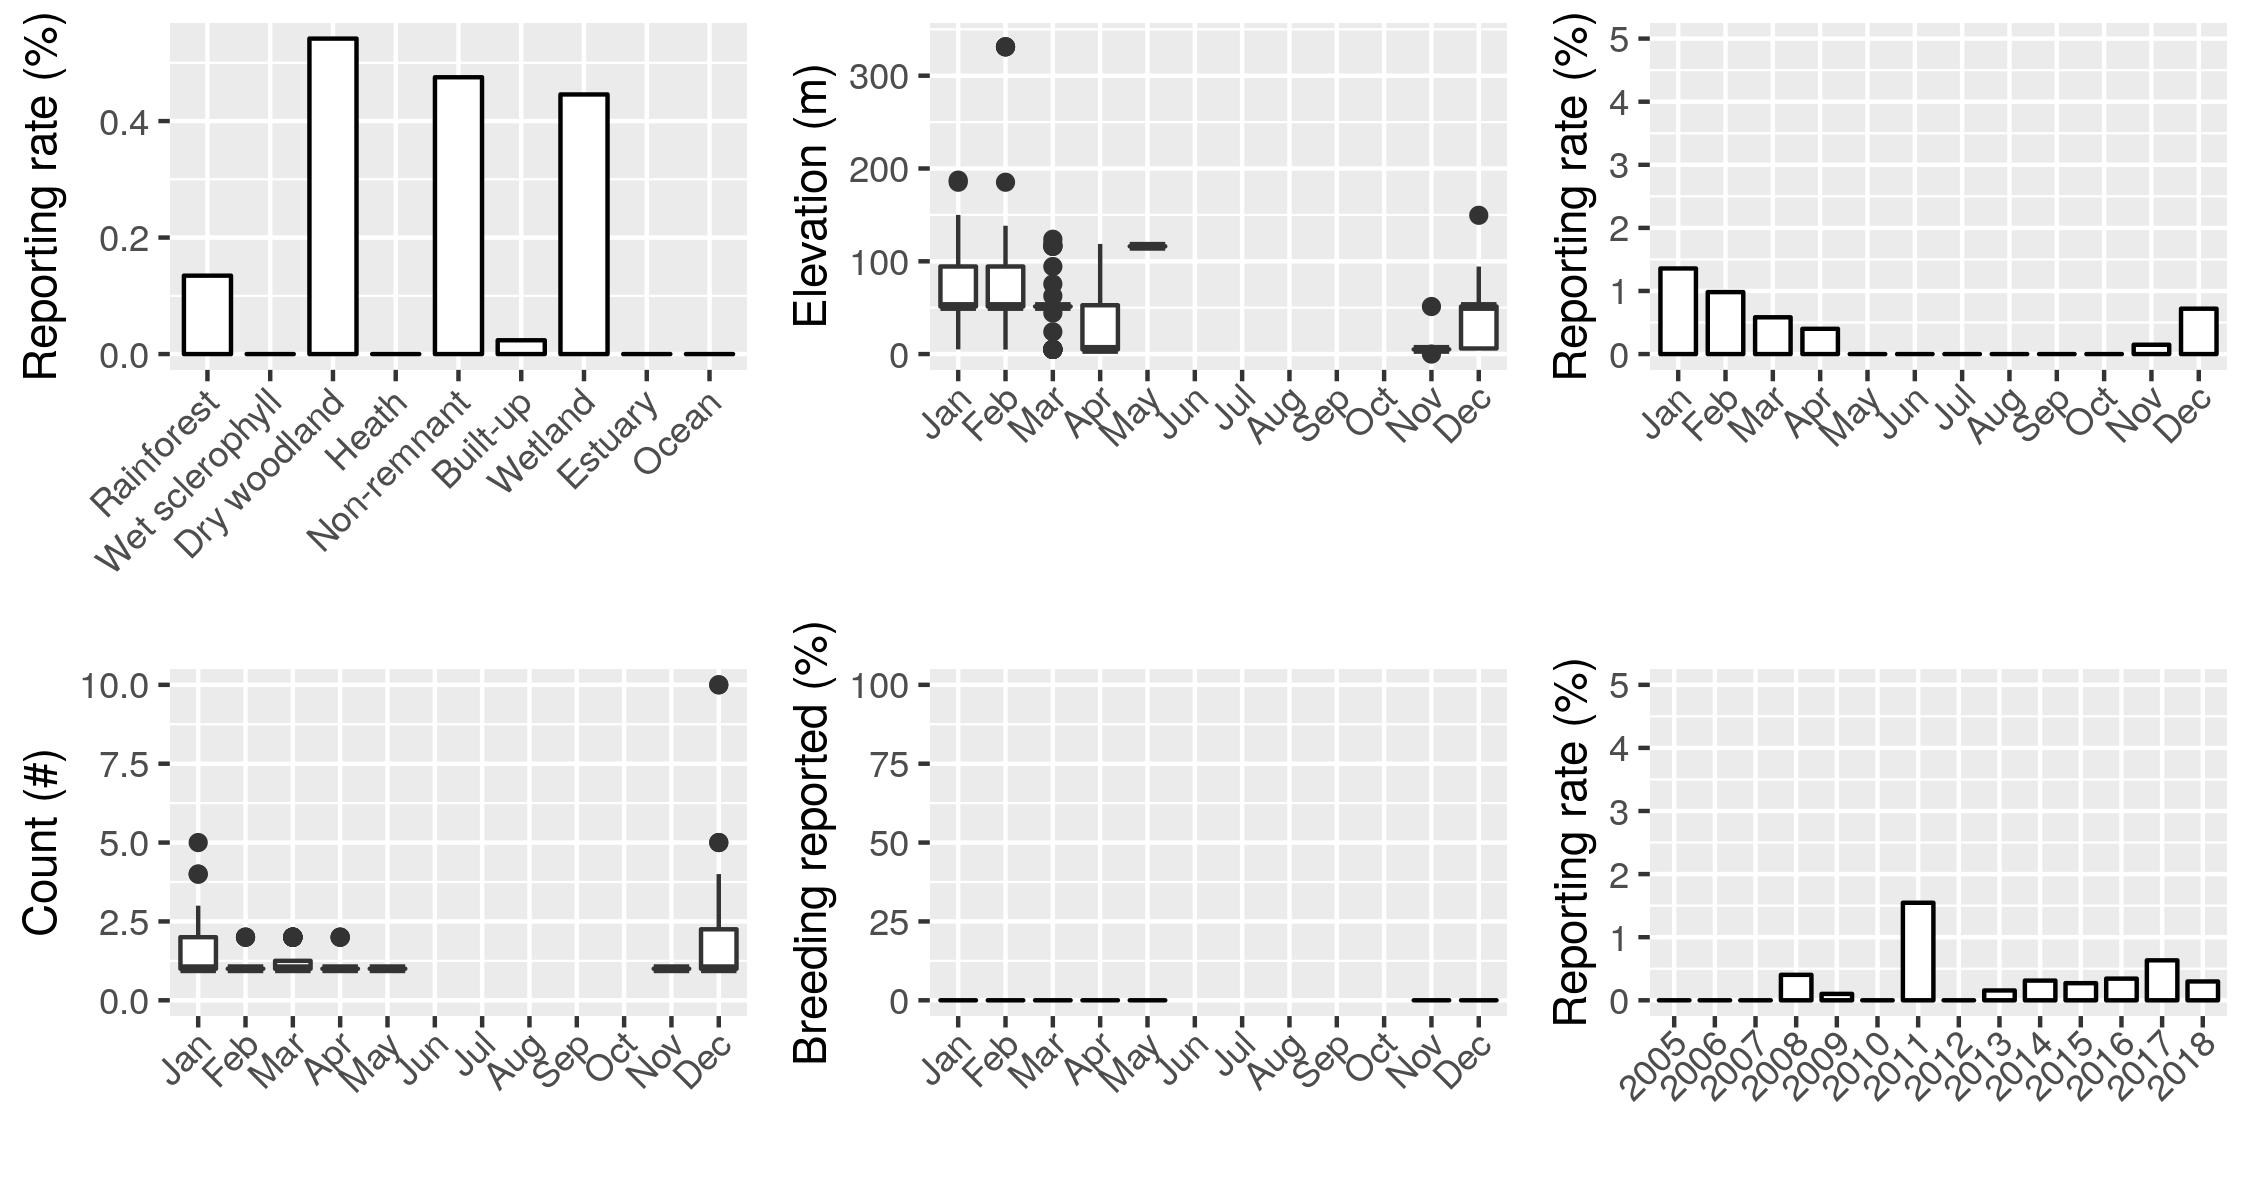 Reporting rate (%)
0.4
0.2
0.0
Rainforest
Wet sclerophyll
Dry woodland
Heath
Non-remnant
Built-up
Wetland
Estuary
Ocean
Elevation (m)
300
200
100
0
Jan
Feb
Mar
Apr
May
Jun
Jul
Aug
Sep
Oct
Nov
Dec
Reporting rate (%)
5
4
3
2
1
0
Jan
Feb
Mar
Apr
May
Jun
Jul
Aug
Sep
Oct
Nov
Dec
Count (#)
10.0
7.5
5.0
2.5
0.0
Jan
Feb
Mar
Apr
May
Jun
Jul
Aug
Sep
Oct
Nov
Dec
Breeding reported (%)
100
75
50
25
0
Jan
Feb
Mar
Apr
May
Jun
Jul
Aug
Sep
Oct
Nov
Dec
Reporting rate (%)
5
4
3
2
1
0
2005
2006
2007
2008
2009
2010
2011
2012
2013
2014
2015
2016
2017
2018